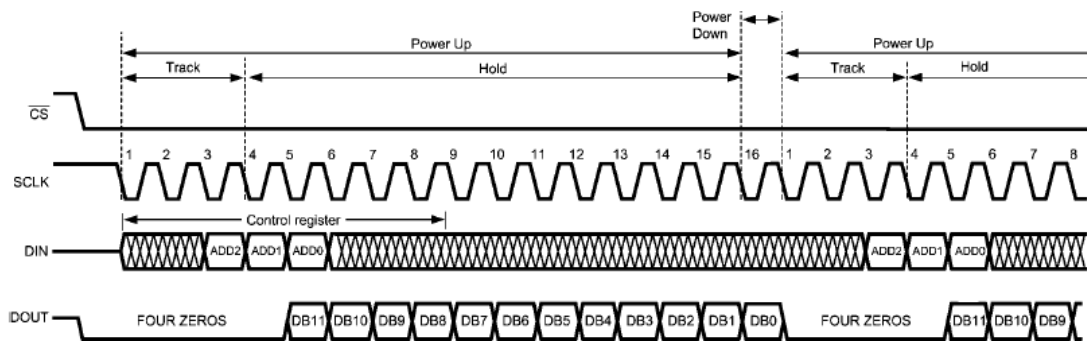 Power
Down
Power Up Power Up
Track Hold Track Hold
CS
1 2 3 4 5 6 7 8 9 10 11 12 13 14 15 16 1 2 3 4 5 6 7 8
SCLK
Control register
DIN ADD2 ADD1 ADD0 ADD2 ADD1 ADD0
DOUT FOUR ZEROS DB11 DB10 DB9 DB8 DB7 DB6 DB5 DB4 DB3 DB2 DB1 DB0 FOUR ZEROS DB11 DB10 DB9